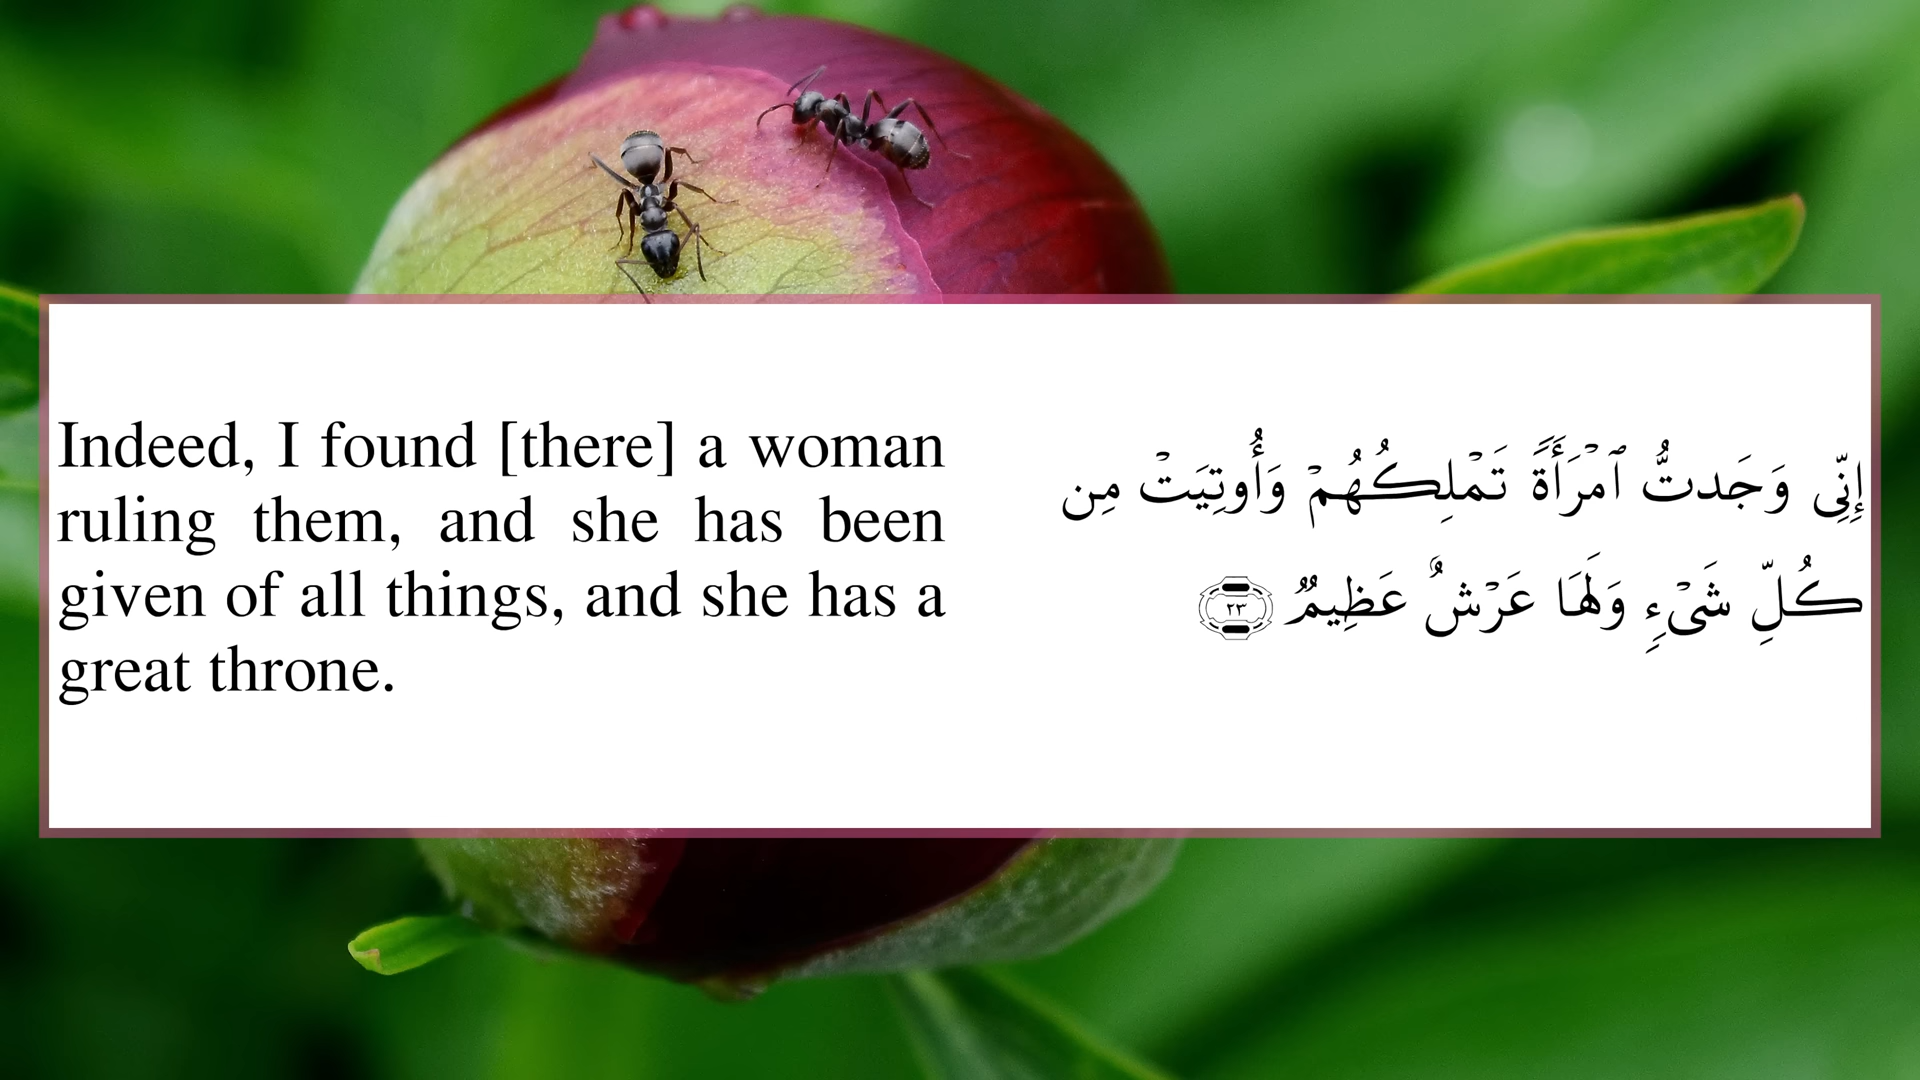 Indeed, I found [there] a woman
ruling them, and she has been
given of all things, and she has a
great throne.
إِنِّى وَجَدتُّ ٱمْرَأَةً تَمْلِكُهُمْ وَأُوتِيَتْ مِن
كُلِّ شَىْءٍ وَلَهَا عَرْشٌ عَظِيمٌ ٢٣